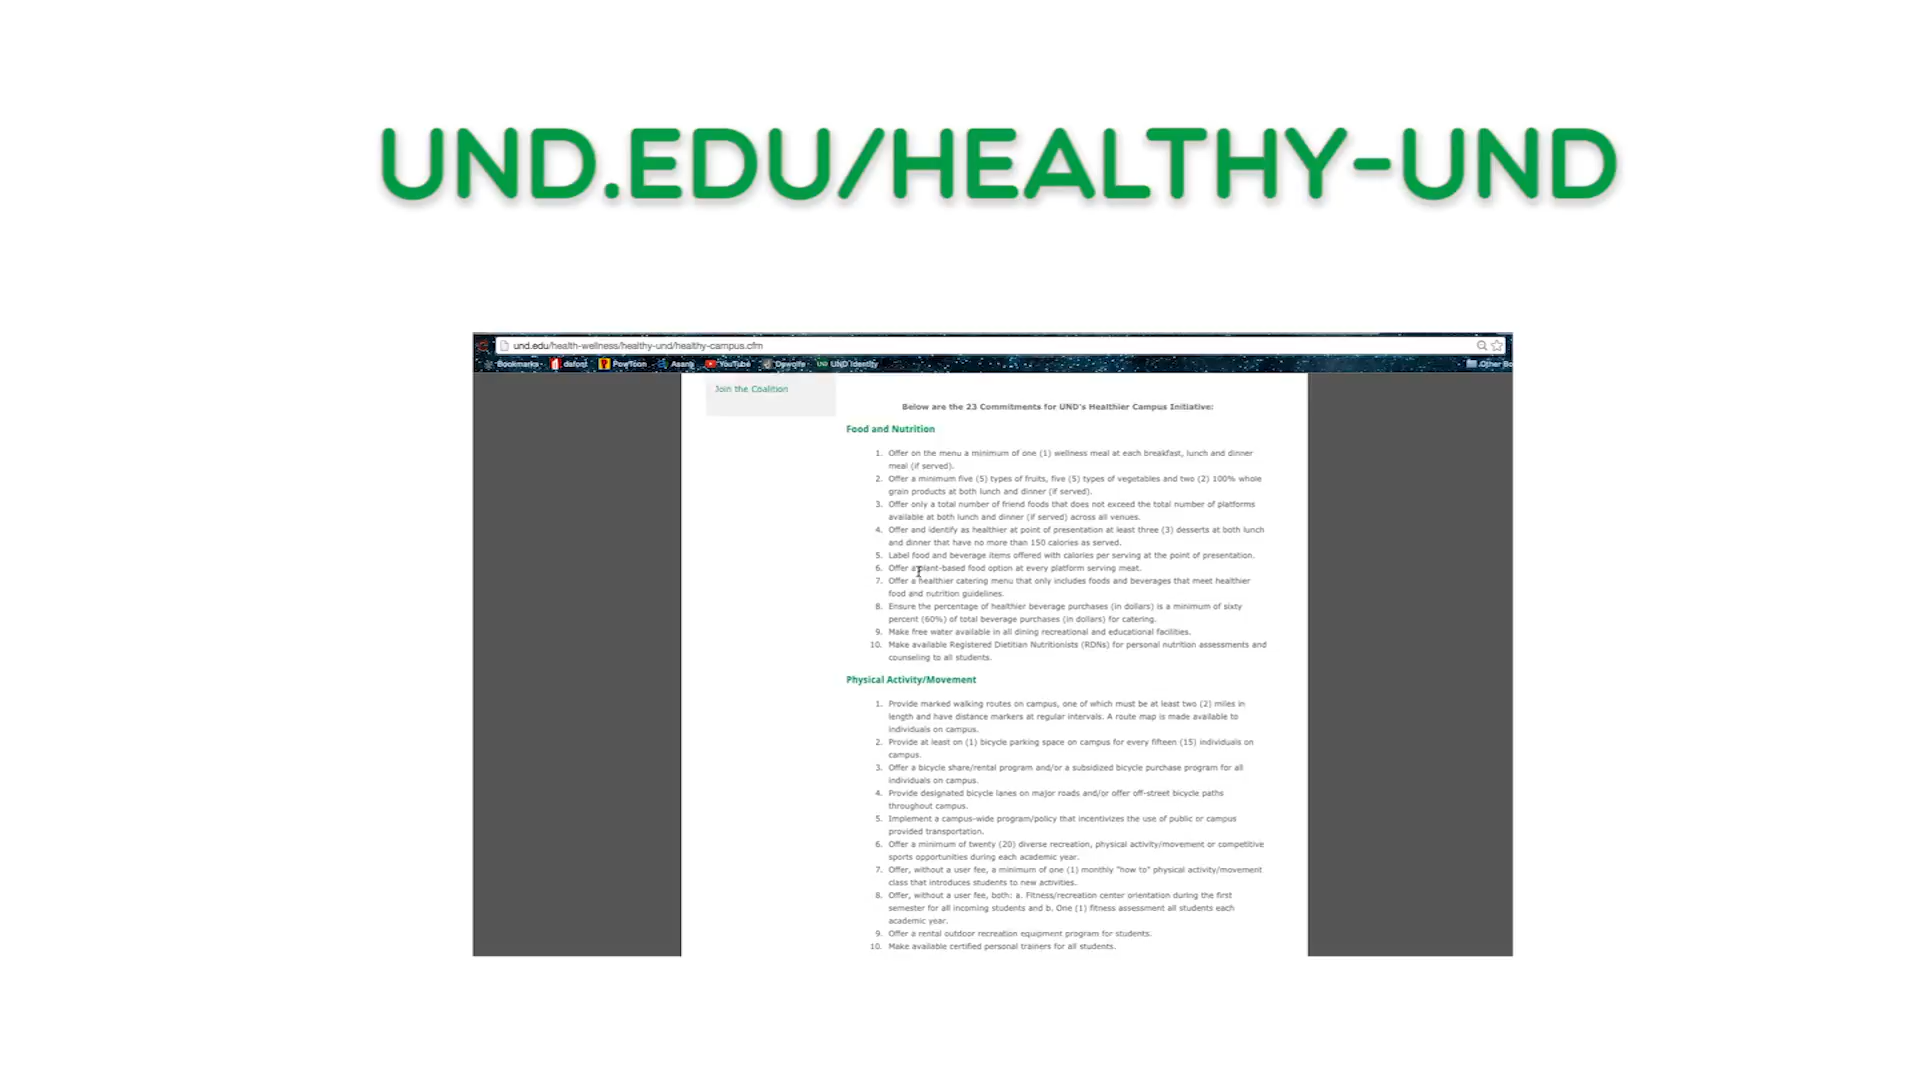 UND.EDU/HEALTHY-UND
und.edu/health-wellness/healthy-und/healthy-campus.cfm
Bookmarks dafont PowToon Asana YouTube UND Identity Other Bo
Join the Coalition
Below are the 23 Commitments for UND's Healthier Campus Initiative:
Food and Nutrition
1. Offer on the menu a minimum of one (1) wellness meal at each breakfast, lunch and dinner
meal (if served).
2. Offer a minimum five (5) types of fruits, five (5) types of vegetables and two (2) 100% whole
grain products at both lunch and dinner (if served).
3. Offer only a total number of friend foods that does not exceed the total number of platforms
available at both lunch and dinner (if served) across all venues.
4. Offer and identify as healthier at point of presentation at least three (3) desserts at both lunch
and dinner that have no more than 150 calories as served.
5. Label food and beverage items offered with calories per serving at the point of presentation.
6. Offer a plant-based food option at every platform serving meat.
7. Offer a healthier catering menu that only includes foods and beverages that meet healthier
food and nutrition guidelines.
8. Ensure the percentage of healthier beverage purchases (in dollars) is a minimum of sixty
percent (60%) of total beverage purchases (in dollars) for catering.
9. Make free water available in all dining recreational and educational facilities.
10. Make available Registered Dietitian Nutritionists (RDNs) for personal nutrition assessments and
counseling to all students.
Physical Activity/Movement
1. Provide marked walking routes on campus, one of which must be at least two (2) miles in
length and have distance markers at regular intervals. A route map is made available to
individuals on campus.
2. Provide at least on (1) bicycle parking space on campus for every fifteen (15) individuals on
campus.
3. Offer a bicycle share/rental program and/or a subsidized bicycle purchase program for all
individuals on campus.
4. Provide designated bicycle lanes on major roads and/or offer off-street bicycle paths
throughout campus.
5. Implement a campus-wide program/policy that incentivizes the use of public or campus
provided transportation.
6. Offer a minimum of twenty (20) diverse recreation, physical activity/movement or competitive
sports opportunities during each academic year.
7. Offer, without a user fee, a minimum of one (1) monthly "how to" physical activity/movement
class that introduces students to new activities.
8. Offer, without a user fee, both: a. Fitness/recreation center orientation during the first
semester for all incoming students and b. One (1) fitness assessment all students each
academic year.
9. Offer a rental outdoor recreation equipment program for students.
10. Make available certified personal trainers for all students.